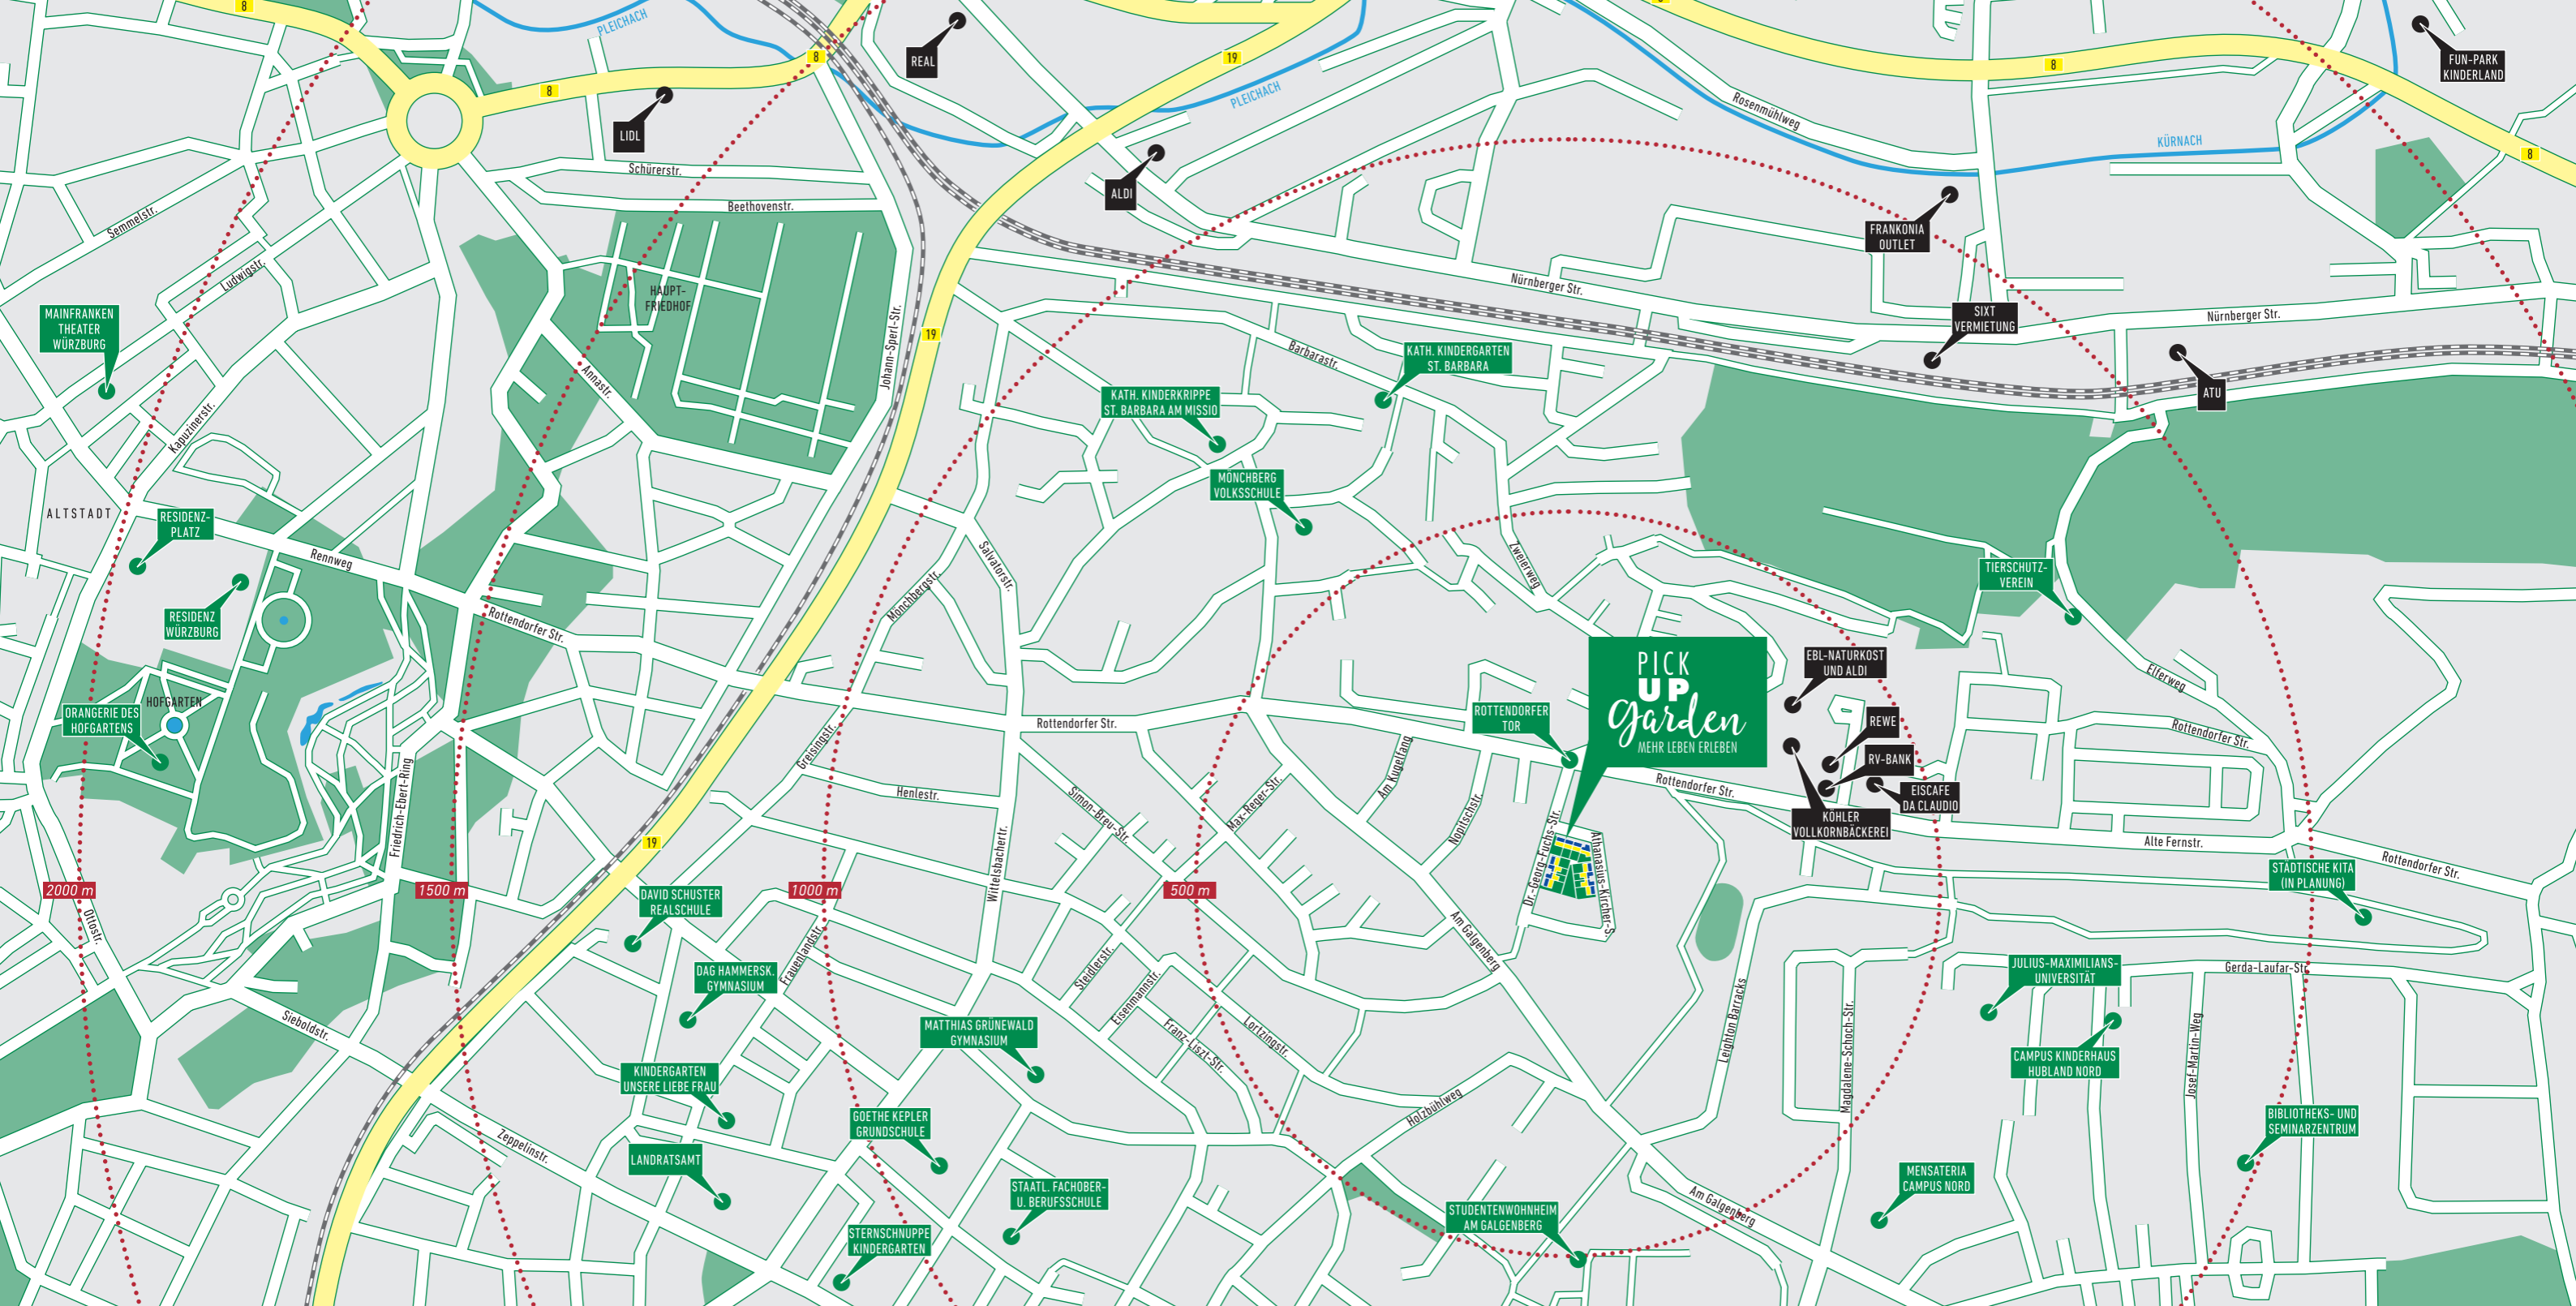 8
PLEICHACH
REAL
19
8
8
8
FUN-PARK
KINDERLAND
8
LIDL
PLEICHACH
Rosenmühlweg
KÜRNACH
8
Schürerstr.
ALDI
Semmelstr.
Beethovenstr.
FRANKONIA
OUTLET
Ludwigstr.
HAUPT-
FRIEDHOF
Nürnberger Str.
MAINFRANKEN
THEATER
WÜRZBURG
Johann-Sperl-Str.
19
SIXT
VERMIETUNG
Nürnberger Str.
Barbarastr.
KATH. KINDERGARTEN
ST. BARBARA
Annastr.
KATH. KINDERKRIPPE
ST. BARBARA AM MISSIO
ATU
Kapuzinerstr.
MÖNCHBERG
VOLKSSCHULE
ALTSTADT
RESIDENZ-
PLATZ
Rennweg
Salvatorstr.
Zwerlweg
TIERSCHUTZ-
VEREIN
Mönchbergstr.
RESIDENZ
WÜRZBURG
Rottendorfer Str.
PICK
UP
Garden
MEHR LEBEN ERLEBEN
EBL-NATURKOST
UND ALDI
Elferweg
HOFGARTEN
ORANGERIE DES
HOFGARTENS
Rottendorfer Str.
ROTTENDORFER
TOR
REWE
Rottendorfer Str.
Greisingstr.
Am Kugelfang
RV-BANK
Friedrich-Ebert-Ring
Henlestr.
Simon-Breu-Str.
Max-Reger-Str.
Rottendorfer Str.
EISCAFE
DA CLAUDIO
Nopitschstr.
KÖHLER
VOLLKORNBÄCKEREI
19
Wittelsbachertr.
Dr.-Georg-Fuchs-Str.
Athanasius-Kircher-S
Alte Fernstr.
Rottendorfer Str.
STÄDTISCHE KITA
(IN PLANUNG)
2000 m
1500 m
1000 m
500 m
DAVID SCHUSTER
REALSCHULE
Ottostr.
Frauenlandstr.
Am Galgenberg
Steidlerstr.
DAG HAMMERSK.
GYMNASIUM
Eisenmannstr.
JULIUS-MAXIMILIANS-
UNIVERSITÄT
Gerda-Laufar-Str.
Sieboldstr.
MATTHIAS GRÜNEWALD
GYMNASIUM
Franz-Liszt-Str.
Lortzingstr.
Leighton Barracks
Magdalene-Schoch-Str.
Josef-Martin-Weg
CAMPUS KINDERHAUS
HUBLAND NORD
KINDERGARTEN
UNSERE LIEBE FRAU
Holzbühlweg
GOETHE KEPLER
GRUNDSCHULE
BIBLIOTHEKS- UND
SEMINARZENTRUM
Zeppelinstr.
LANDRATSAMT
MENSATERIA
CAMPUS NORD
STAATL. FACHOBER-
U. BERUFSSCHULE
Am Galgenberg
STUDENTENWOHNHEIM
AM GALGENBERG
STERNSCHNUPPE
KINDERGARTEN